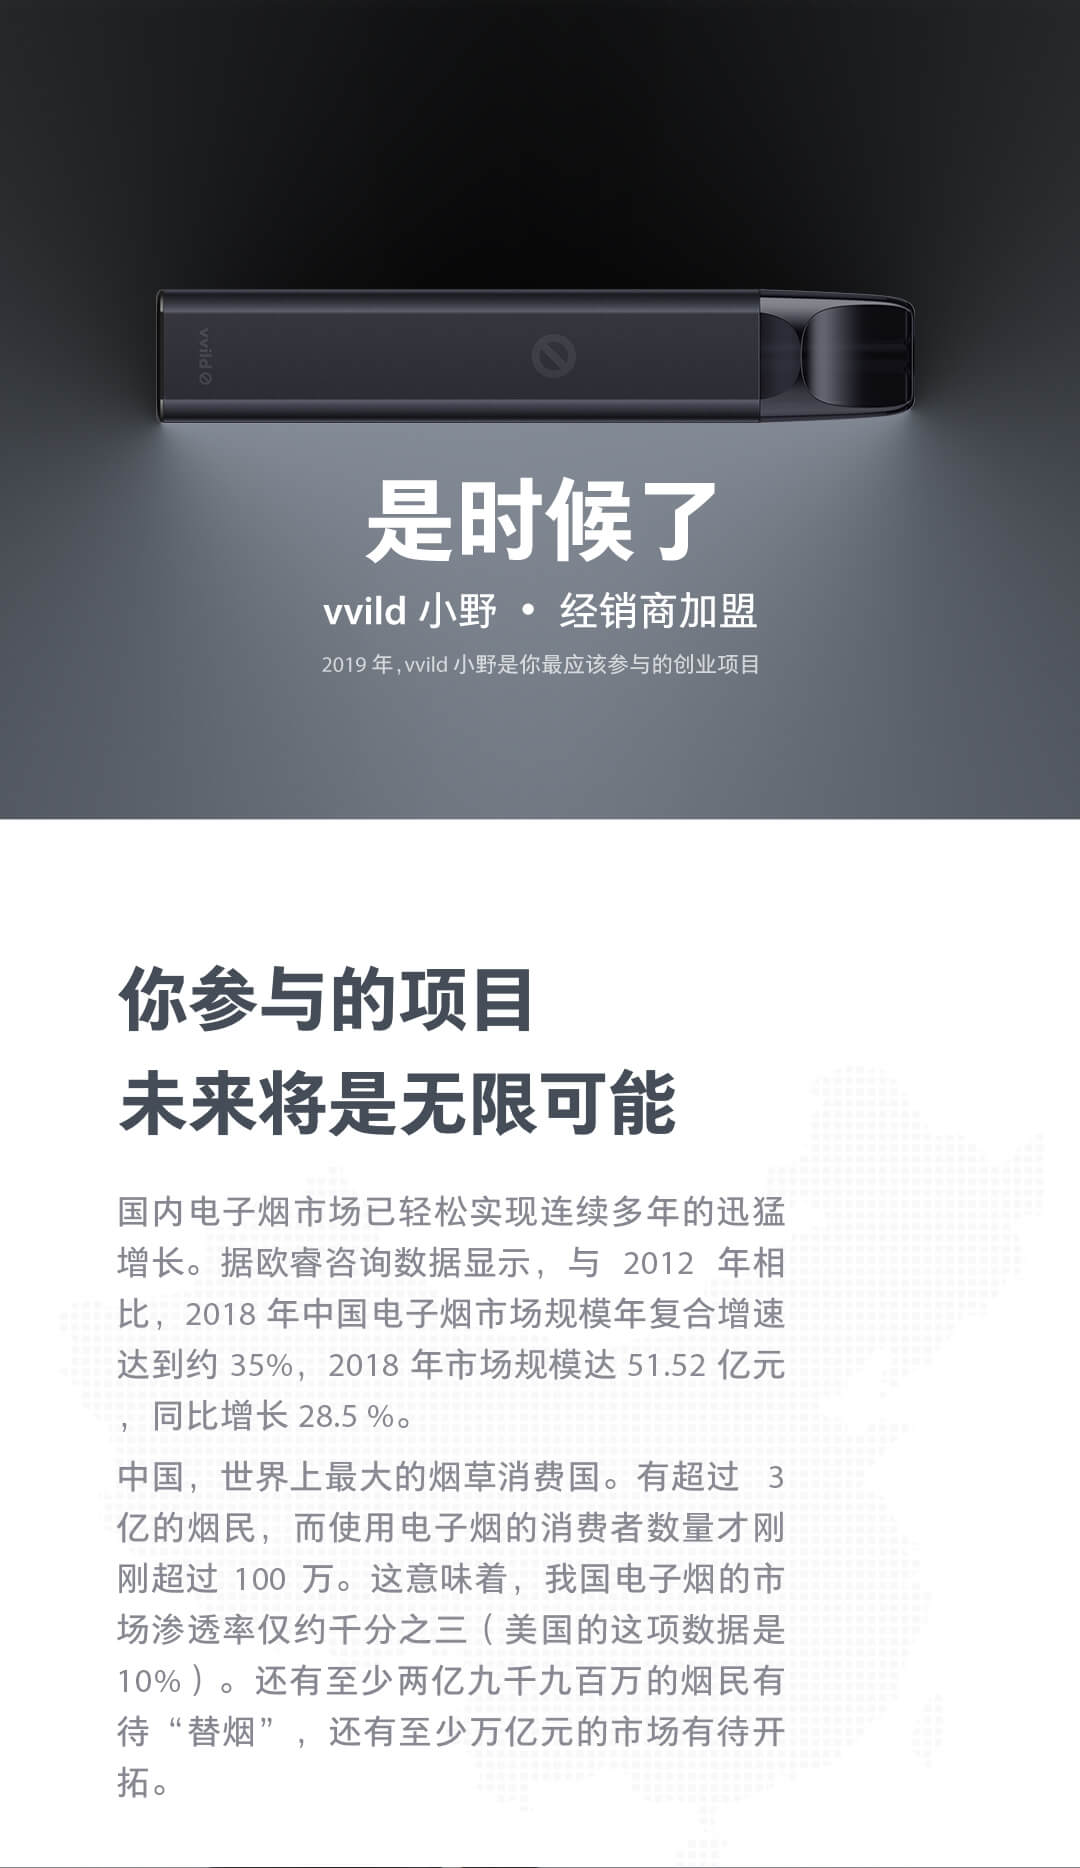 vvild
是时候了
vvild 小野 • 经销商加盟
2019 年,vvild 小野是你最应该参与的创业项目
你参与的项目
未来将是无限可能
国内电子烟市场已轻松实现连续多年的迅猛
增长。据欧睿咨询数据显示，与 2012 年相
比，2018 年中国电子烟市场规模年复合增速
达到约 35%，2018 年市场规模达 51.52 亿元
，同比增长 28.5 %。
中国，世界上最大的烟草消费国。有超过 3
亿的烟民，而使用电子烟的消费者数量才刚
刚超过 100 万。这意味着，我国电子烟的市
场渗透率仅约千分之三（美国的这项数据是
10%）。还有至少两亿九千九百万的烟民有
待“替烟”，还有至少万亿元的市场有待开
拓。